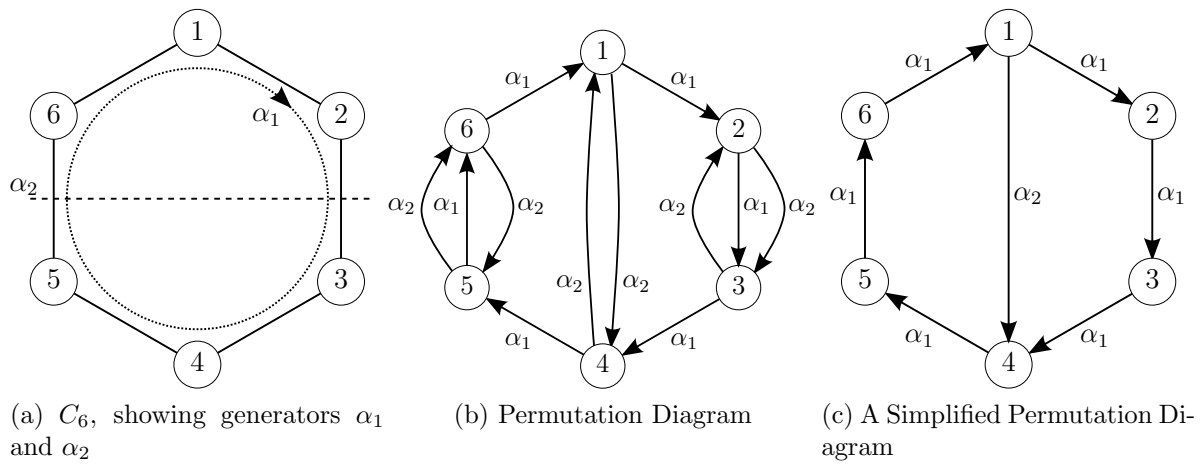 1
6
2
α₁
α₂
5
3
4
(a) C₆, showing generators α₁
and α₂
1
α₁
α₁
6
2
α₂
α₁
α₂
α₂
α₁
α₂
5
α₂
α₂
3
α₁
α₁
4
(b) Permutation Diagram
1
α₁
α₁
6
2
α₁
α₂
α₁
5
3
α₁
α₁
4
(c) A Simplified Permutation Di-
agram